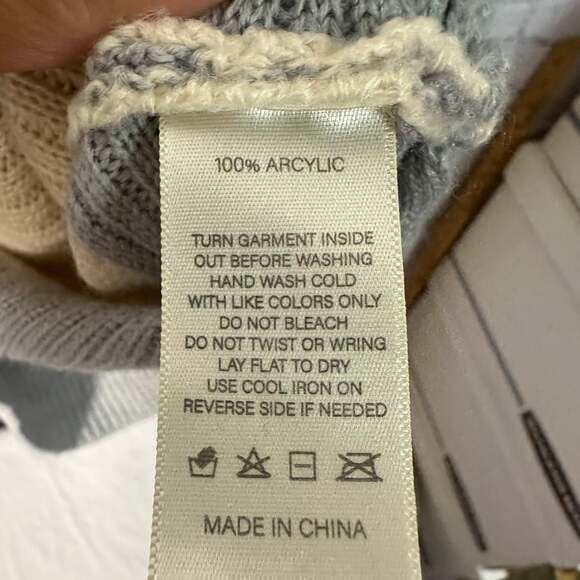 100% ARCYLIC
TURN GARMENT INSIDE
OUT BEFORE WASHING
HAND WASH COLD
WITH LIKE COLORS ONLY
DO NOT BLEACH
DO NOT TWIST OR WRING
LAY FLAT TO DRY
USE COOL IRON ON
REVERSE SIDE IF NEEDED
MADE IN CHINA